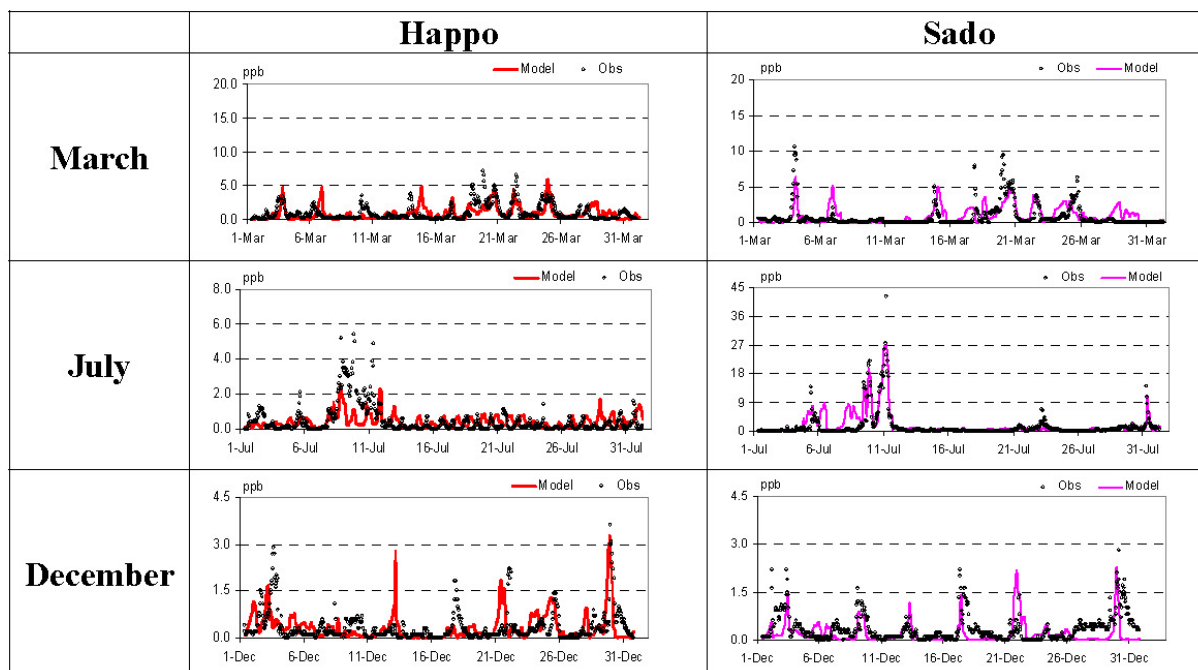 Happo
Sado
March
ppb
Model
Obs
20.0
15.0
10.0
5.0
0.0
1-Mar
6-Mar
11-Mar
16-Mar
21-Mar
26-Mar
31-Mar
ppb
Obs
Model
20
15
10
5
0
1-Mar
6-Mar
11-Mar
16-Mar
21-Mar
26-Mar
31-Mar
July
ppb
Model
Obs
8.0
6.0
4.0
2.0
0.0
1-Jul
6-Jul
11-Jul
16-Jul
21-Jul
26-Jul
31-Jul
ppb
Obs
Model
45
36
27
18
9
0
1-Jul
6-Jul
11-Jul
16-Jul
21-Jul
26-Jul
31-Jul
December
ppb
Model
Obs
4.5
3.0
1.5
0.0
1-Dec
6-Dec
11-Dec
16-Dec
21-Dec
26-Dec
31-Dec
ppb
Obs
Model
4.5
3.0
1.5
0.0
1-Dec
6-Dec
11-Dec
16-Dec
21-Dec
26-Dec
31-Dec